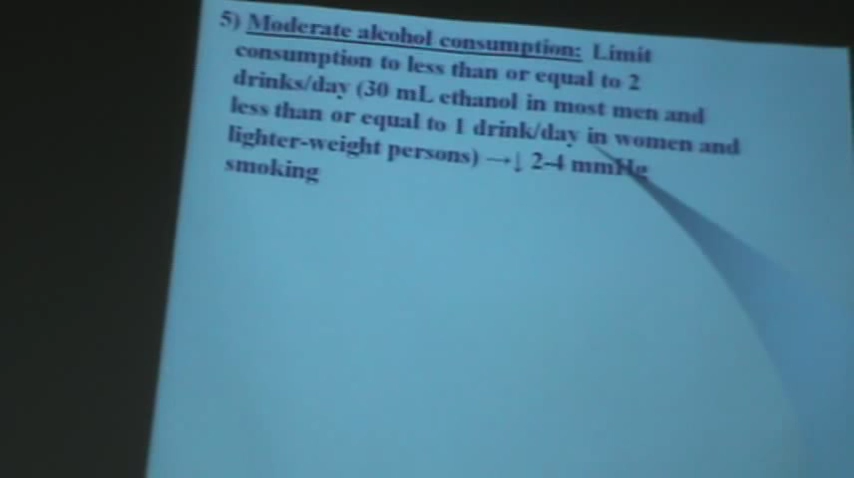 5) Moderate alcohol consumption: Limit
consumption to less than or equal to 2
drinks/day (30 mL ethanol in most men and
less than or equal to 1 drink/day in women and
lighter-weight persons) →↓ 2-4 mmHg
smoking